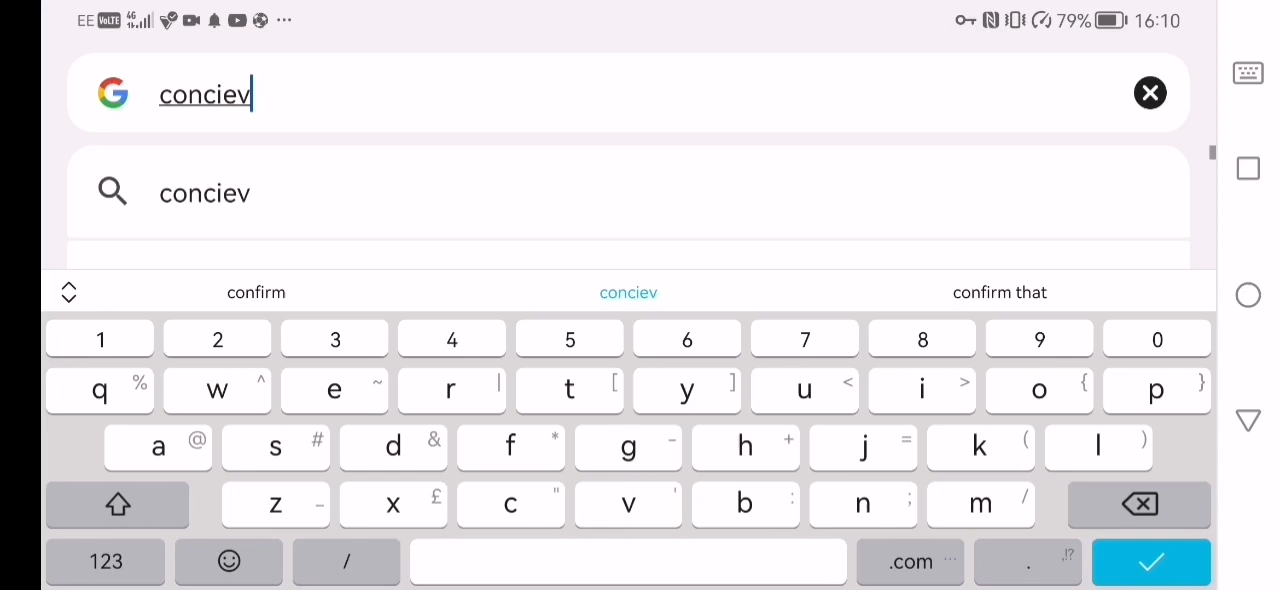 EE VoLTE 4G 79% 16:10
conciev
conciev
confirm conciev confirm that
1 2 3 4 5 6 7 8 9 0
q % w ^ e ~ r | t [ y ] u < i > o { p }
a @ s # d & f * g - h + j = k ( l )
z _ x £ c " v ' b : n ; m /
123 / .com ... . ,!?